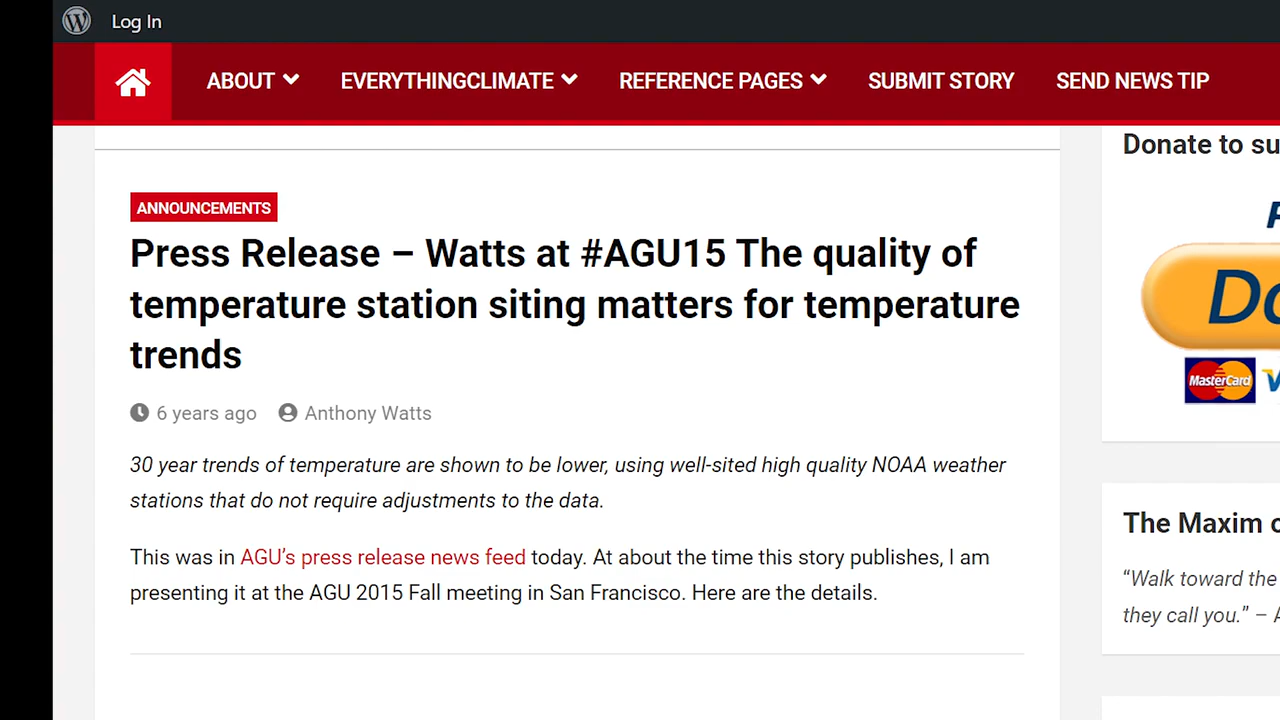 Log In
ABOUT EVERYTHINGCLIMATE REFERENCE PAGES SUBMIT STORY SEND NEWS TIP
Donate to su
ANNOUNCEMENTS
Press Release – Watts at #AGU15 The quality of
temperature station siting matters for temperature
trends
6 years ago Anthony Watts
30 year trends of temperature are shown to be lower, using well-sited high quality NOAA weather
stations that do not require adjustments to the data.
This was in AGU’s press release news feed today. At about the time this story publishes, I am
presenting it at the AGU 2015 Fall meeting in San Francisco. Here are the details.
Do
MasterCard
The Maxim o
“Walk toward the
they call you.” – A